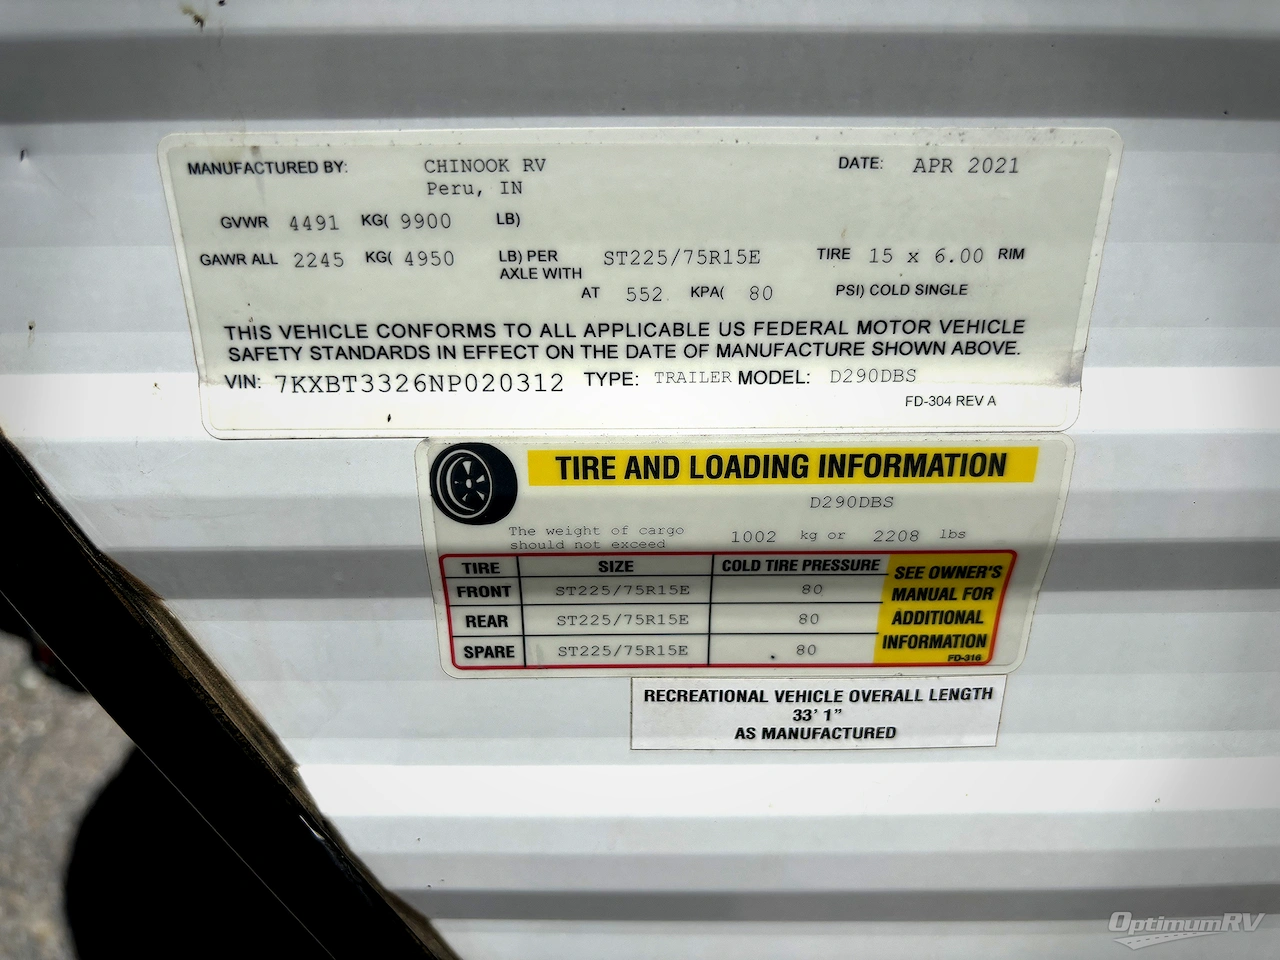 MANUFACTURED BY: CHINOOK RV DATE: APR 2021
Peru, IN
GVWR 4491 KG( 9900 LB)
GAWR ALL 2245 KG( 4950 LB) PER ST225/75R15E TIRE 15 x 6.00 RIM
AXLE WITH
AT 552 KPA( 80 PSI) COLD SINGLE
THIS VEHICLE CONFORMS TO ALL APPLICABLE US FEDERAL MOTOR VEHICLE
SAFETY STANDARDS IN EFFECT ON THE DATE OF MANUFACTURE SHOWN ABOVE.
VIN: 7KXBT3326NP020312 TYPE: TRAILER MODEL: D290DBS
FD-304 REV A
TIRE AND LOADING INFORMATION
D290DBS
The weight of cargo
should not exceed 1002 kg or 2208 lbs
TIRE SIZE COLD TIRE PRESSURE
FRONT ST225/75R15E 80
REAR ST225/75R15E 80
SPARE ST225/75R15E 80
SEE OWNER'S
MANUAL FOR
ADDITIONAL
INFORMATION
FD-316
RECREATIONAL VEHICLE OVERALL LENGTH
33' 1"
AS MANUFACTURED
OptimumRV